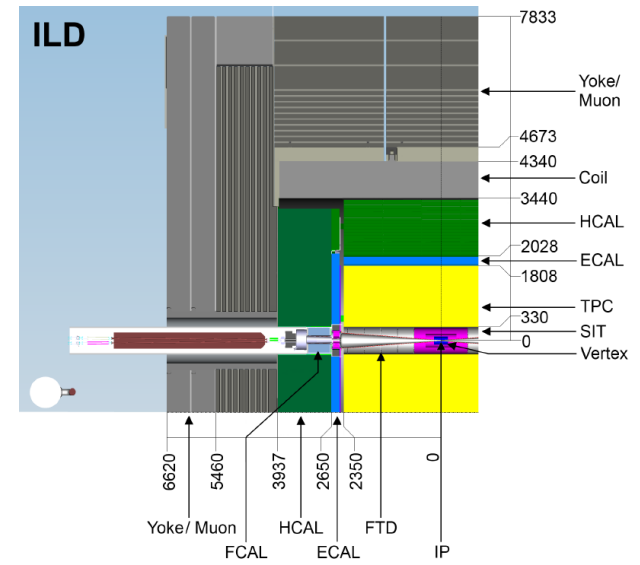 ILD
7833
Yoke/
Muon
4673
4340
Coil
3440
HCAL
2028
ECAL
1808
TPC
330
SIT
0
Vertex
6620
5460
3937
2650
2350
0
Yoke/ Muon
HCAL
FTD
FCAL
ECAL
IP